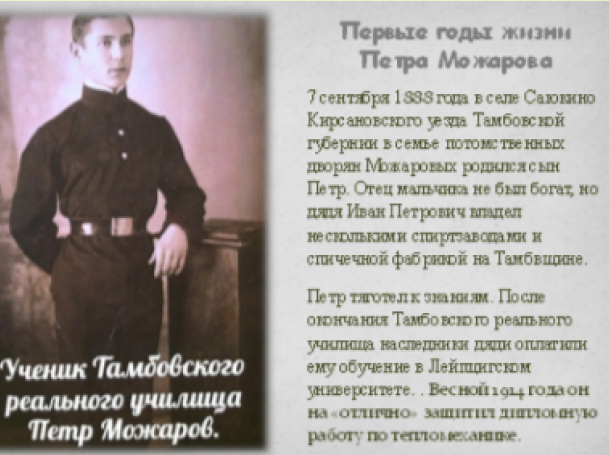 Первые годы жизни
Петра Можарова
7 сентября 1888 года в селе Саюкино
Кирсановского уезда Тамбовской
губернии в семье потомственных
дворян Можаровых родился сын
Петр. Отец мальчика не был богат, но
дядя Иван Петрович владел
несколькими спиртзаводами и
спичечной фабрикой на Тамбвщине.
Петр тяготел к знаниям. После
окончания Тамбовского реального
училища наследники дяди оплатили
ему обучение в Лейпцигском
университете. . Весной 1914 года он
на «отлично» защитил дипломную
работу по тепломеханике.
Ученик Тамбовского
реального училища
Петр Можаров.